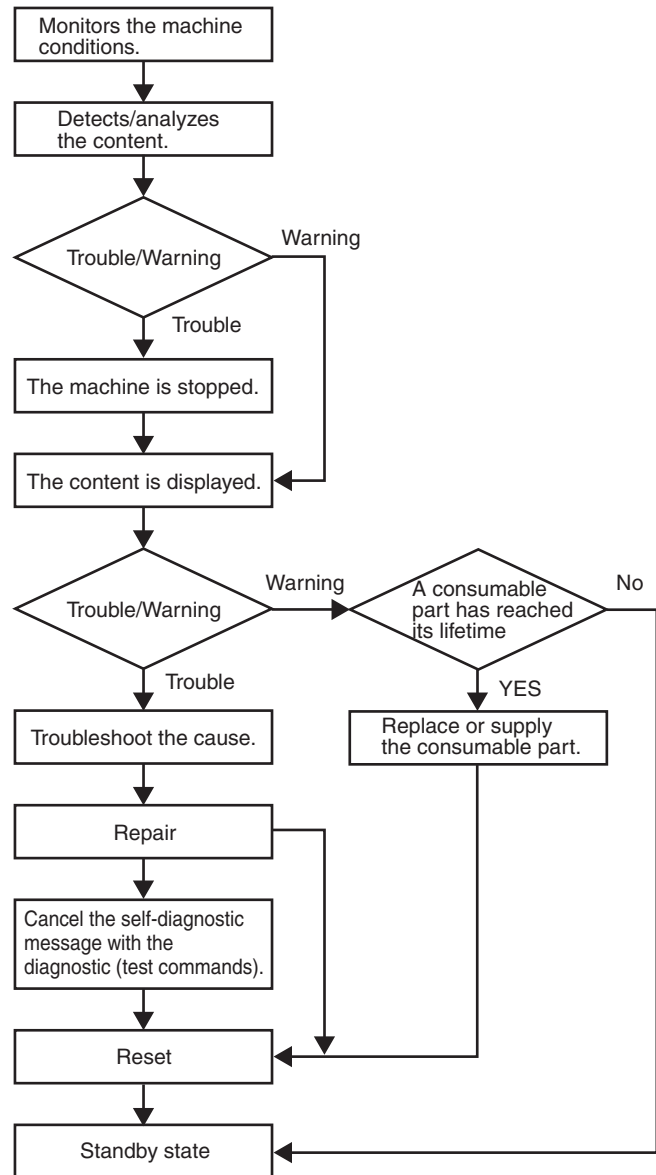 Monitors the machine
conditions.
Detects/analyzes
the content.
Trouble/Warning
Warning
Trouble
The machine is stopped.
The content is displayed.
Trouble/Warning
Warning
A consumable
part has reached
its lifetime
No
Trouble
YES
Troubleshoot the cause.
Replace or supply
the consumable part.
Repair
Cancel the self-diagnostic
message with the
diagnostic (test commands).
Reset
Standby state